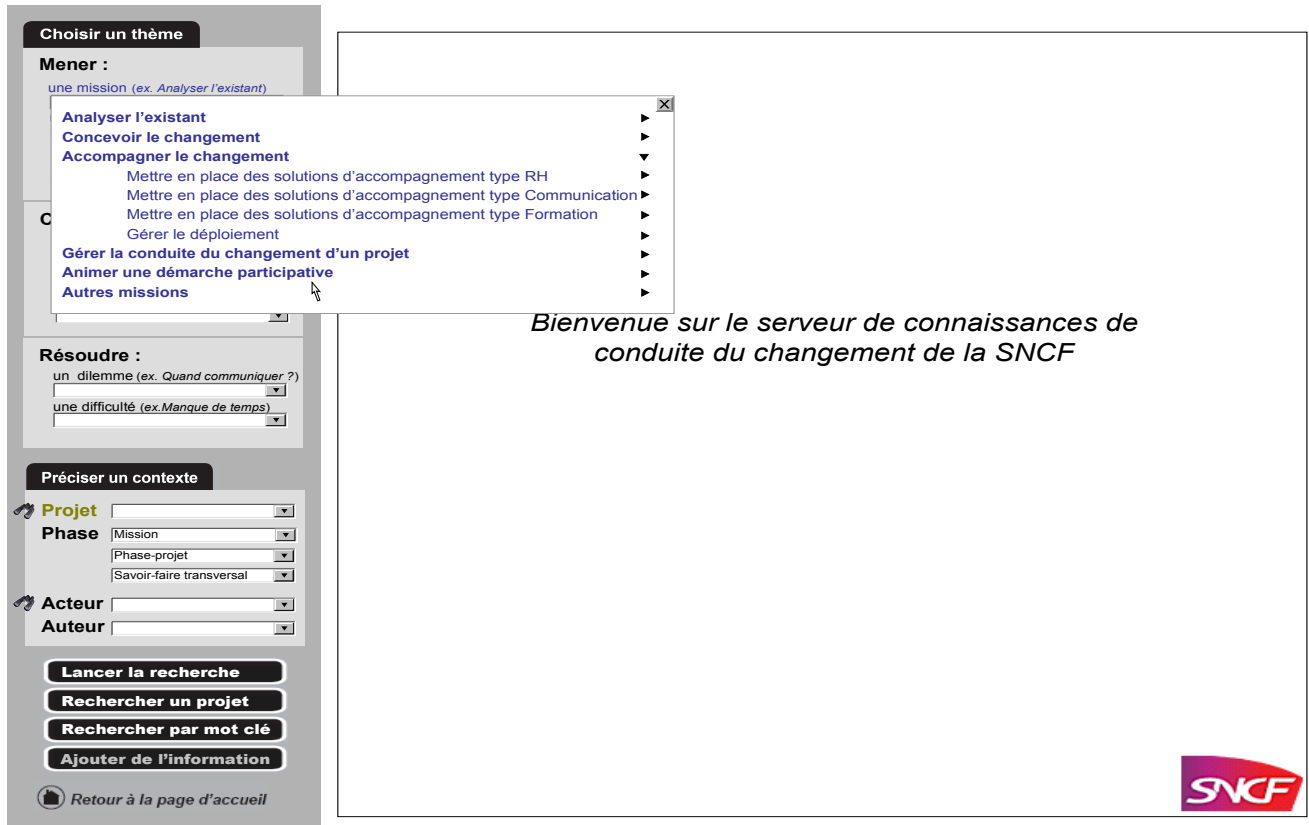 Choisir un thème
Mener :
une mission (ex. Analyser l'existant)
Analyser l'existant
Concevoir le changement
Accompagner le changement
Mettre en place des solutions d'accompagnement type RH
Mettre en place des solutions d'accompagnement type Communication
Mettre en place des solutions d'accompagnement type Formation
Gérer le déploiement
Gérer la conduite du changement d'un projet
Animer une démarche participative
Autres missions
Bienvenue sur le serveur de connaissances de
conduite du changement de la SNCF
Résoudre :
un dilemme (ex. Quand communiquer ?)
une difficulté (ex.Manque de temps)
Préciser un contexte
Projet
Phase Mission
Phase-projet
Savoir-faire transversal
Acteur
Auteur
Lancer la recherche
Rechercher un projet
Rechercher par mot clé
Ajouter de l'information
Retour à la page d'accueil
SNCF